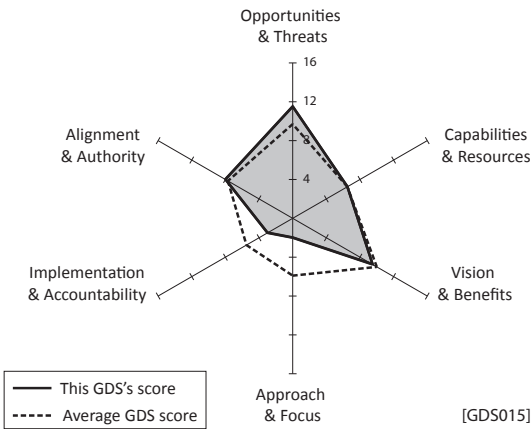 Opportunities
& Threats
16
12
8
4
Alignment
& Authority
Capabilities
& Resources
Implementation
& Accountability
Vision
& Benefits
Approach
& Focus
This GDS's score
Average GDS score
[GDS015]